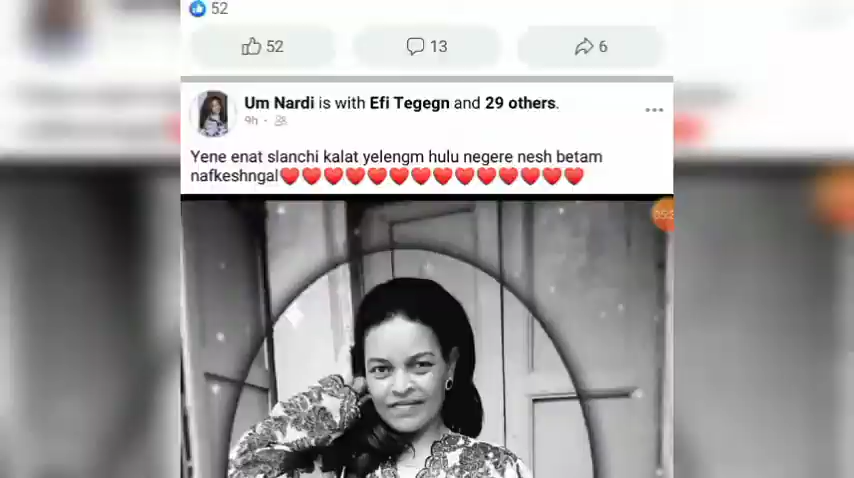 52
52
13
6
Um Nardi is with Efi Tegegn and 29 others.
9h
Yene enat slanchi kalat yelengm hulu negere nesh betam
nafkeshngal❤️❤️❤️❤️❤️❤️❤️❤️❤️❤️❤️❤️❤️❤️